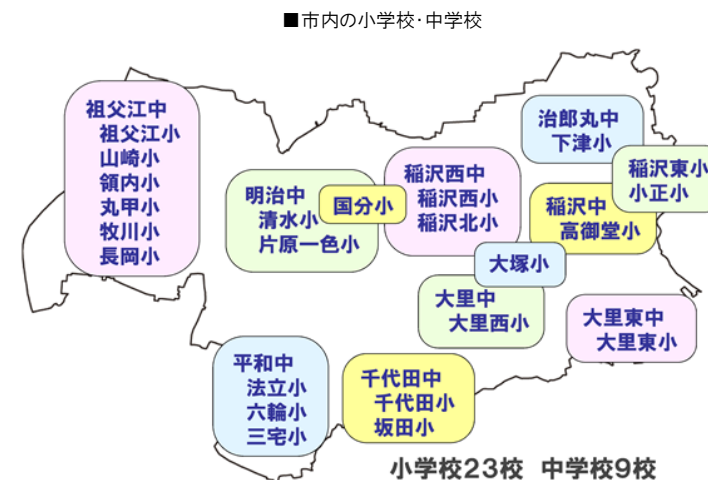 ■市内の小学校・中学校
祖父江中
祖父江小
山崎小
領内小
丸甲小
牧川小
長岡小
明治中
清水小
片原一色小
国分小
稲沢西中
稲沢西小
稲沢北小
治郎丸中
下津小
稲沢東小
小正小
稲沢中
高御堂小
大塚小
大里中
大里西小
大里東中
大里東小
平和中
法立小
六輪小
三宅小
千代田中
千代田小
坂田小
小学校23校 中学校9校